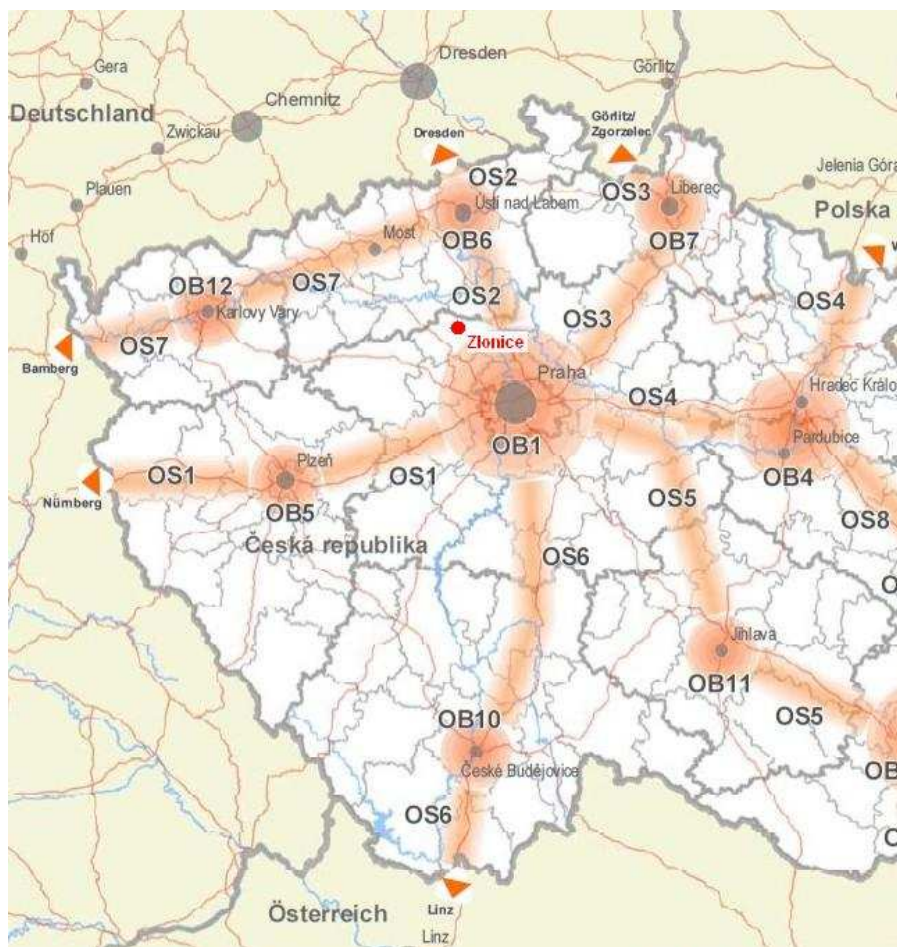 Dresden
Gera
Görlitz
Deutschland
Chemnitz
Görlitz/
Zgorzelec
Zwickau
Dresden
Jelenia Góra
OS2
OS3
Liberec
Plauen
Ústí nad Labem
Polska
Höf
Most
OB6
OB7
OB12
OS7
OS2
OS4
Karlovy Vary
OS3
OS7
Zlonice
Bamberg
Praha
OS4
Hradec Králo
OB1
Pardubice
OS1
Plzeň
OS1
OB4
Nürnberg
OS5
OB5
OS8
Česká republika
OS6
Jihlava
OB11
OB10
OS5
České Budějovice
OB
OS6
Linz
Österreich
Linz